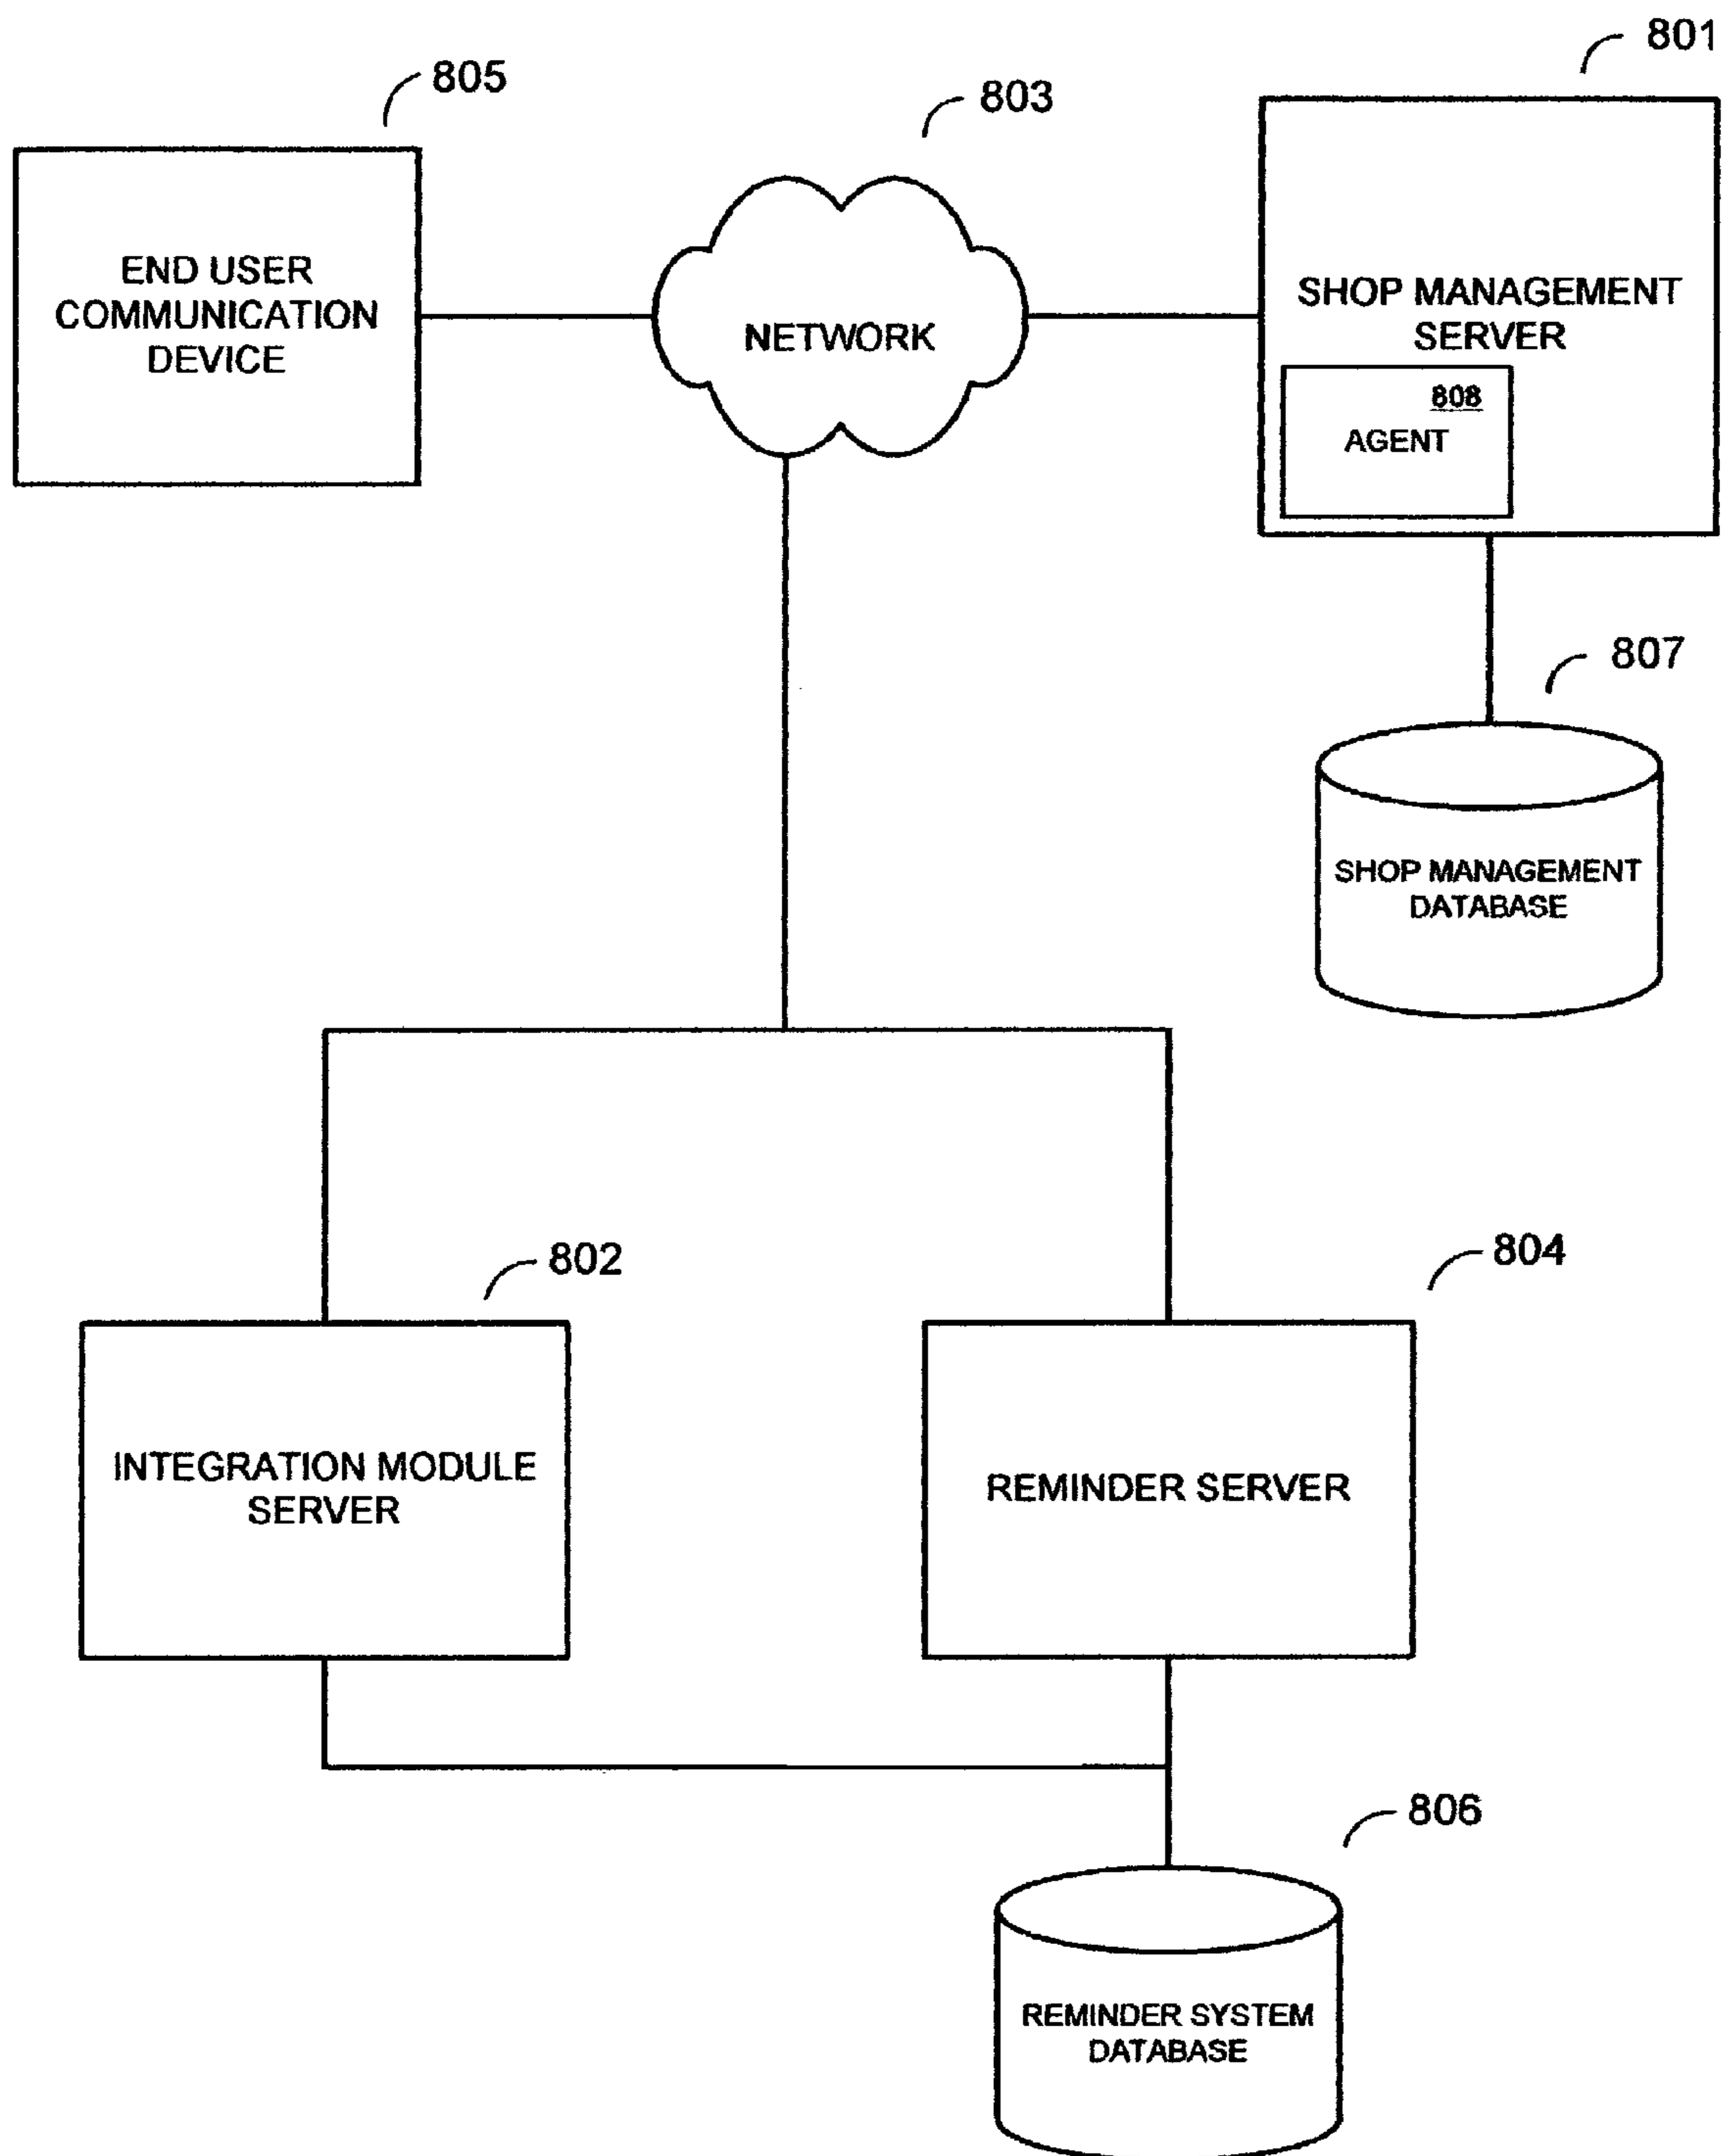 801
805
803
END USER
COMMUNICATION
DEVICE
NETWORK
SHOP MANAGEMENT
SERVER
808
AGENT
807
SHOP MANAGEMENT
DATABASE
802
804
INTEGRATION MODULE
SERVER
REMINDER SERVER
806
REMINDER SYSTEM
DATABASE